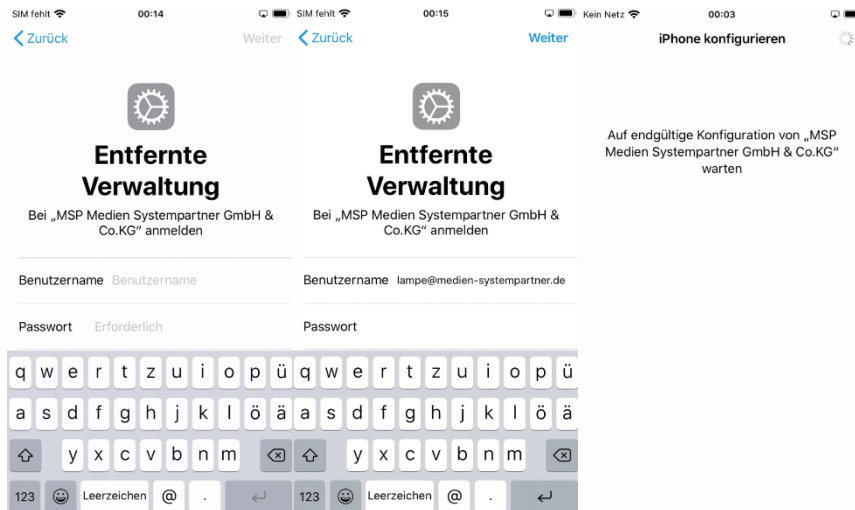 SIM fehlt 00:14
Zurück Weiter
Entfernte
Verwaltung
Bei „MSP Medien Systempartner GmbH &
Co.KG“ anmelden
Benutzername Benutzername
Passwort Erforderlich
q w e r t z u i o p ü
a s d f g h j k l ö ä
y x c v b n m
123 Leerzeichen @ .
SIM fehlt 00:15
Zurück Weiter
Entfernte
Verwaltung
Bei „MSP Medien Systempartner GmbH &
Co.KG“ anmelden
Benutzername lampe@medien-systempartner.de
Passwort
q w e r t z u i o p ü
a s d f g h j k l ö ä
y x c v b n m
123 Leerzeichen @ .
Kein Netz 00:03
iPhone konfigurieren
Auf endgültige Konfiguration von „MSP
Medien Systempartner GmbH & Co.KG“
warten